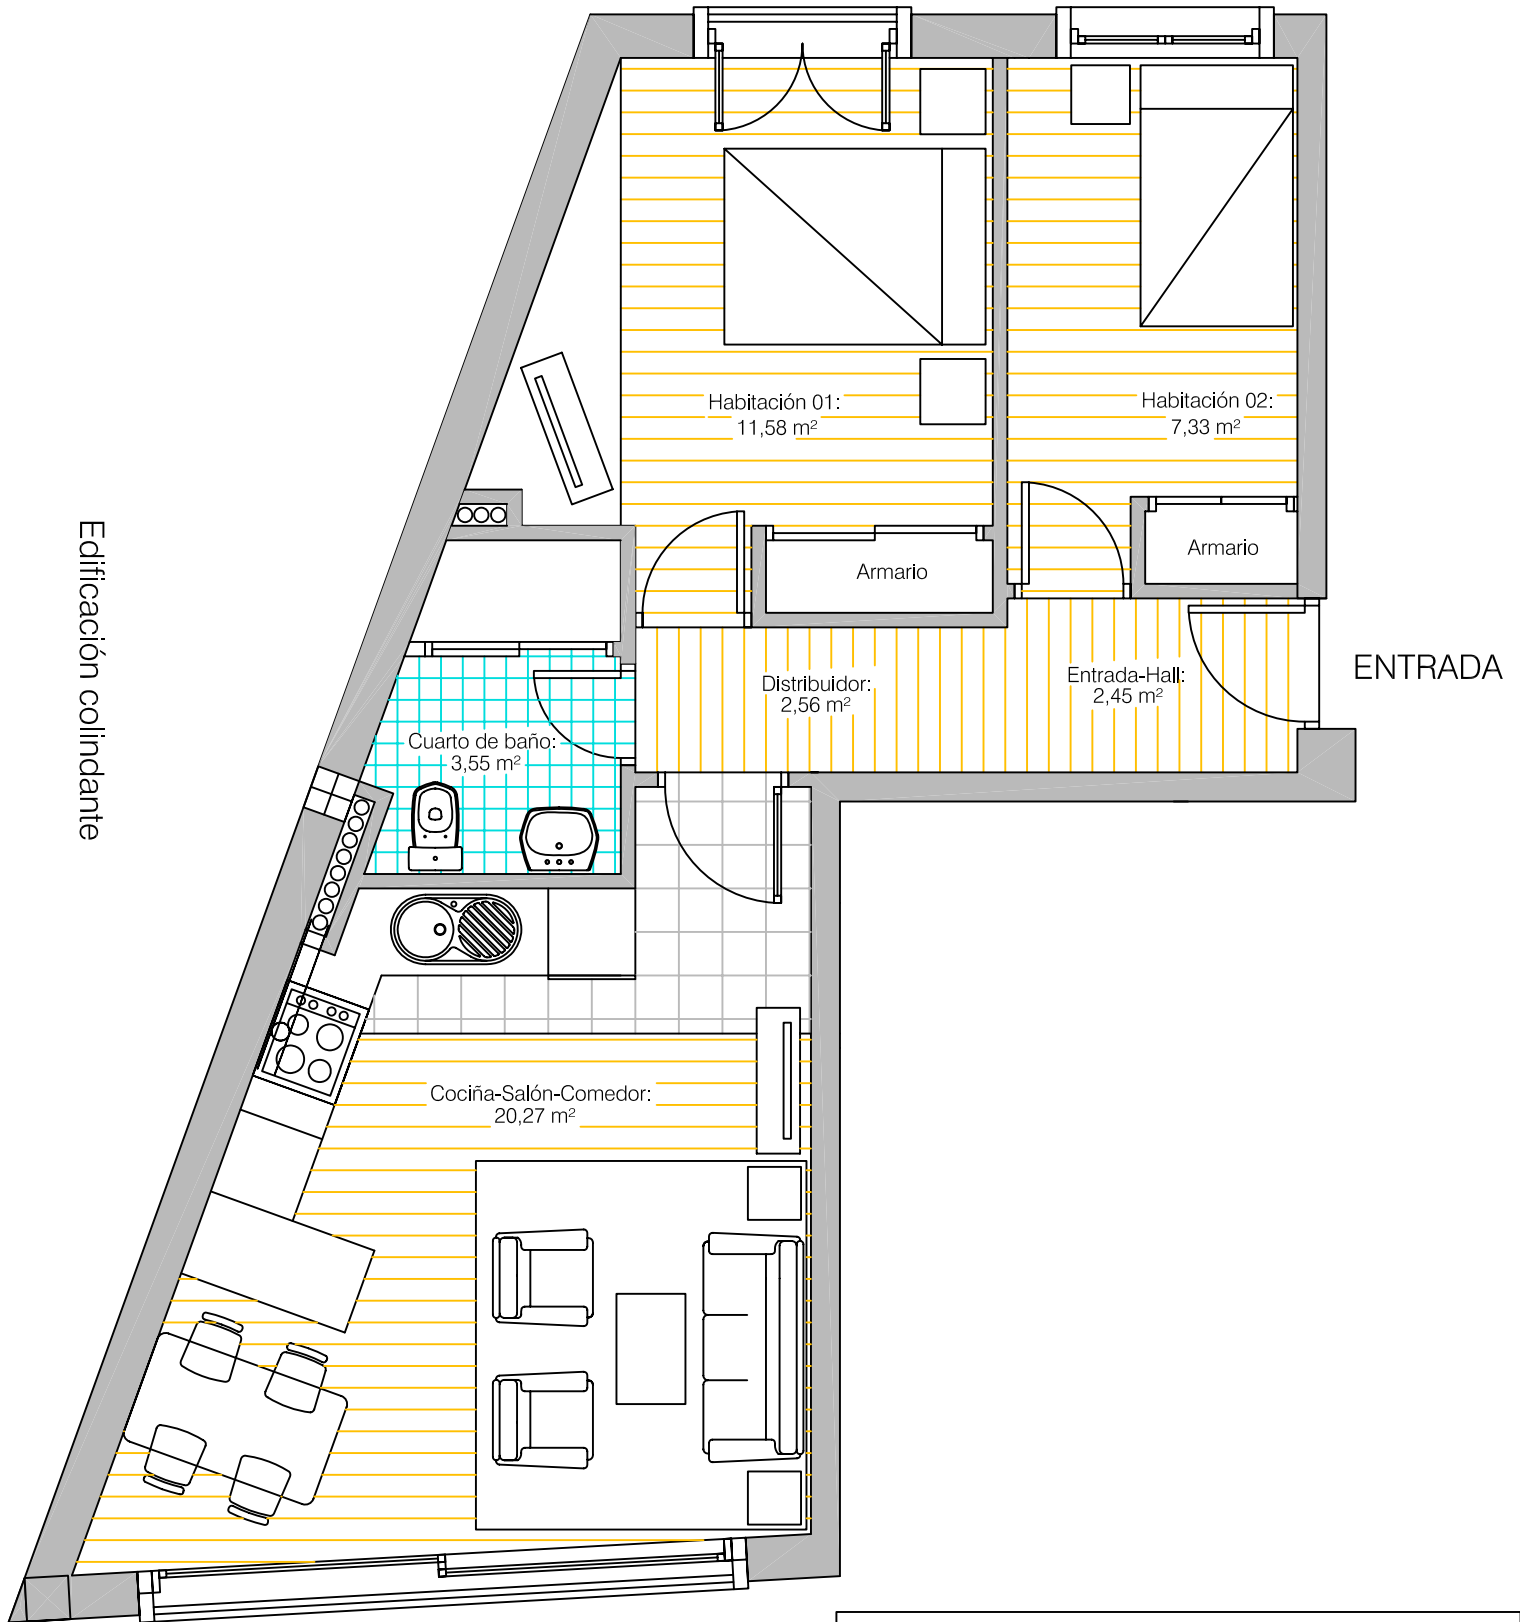 Habitación 01:
11,58 m²
Habitación 02:
7,33 m²
Armario
Armario
Edificación colindante
ENTRADA
Distribuidor:
2,56 m²
Entrada-Hall:
2,45 m²
Cuarto de baño:
3,55 m²
Cociña-Salón-Comedor:
20,27 m²